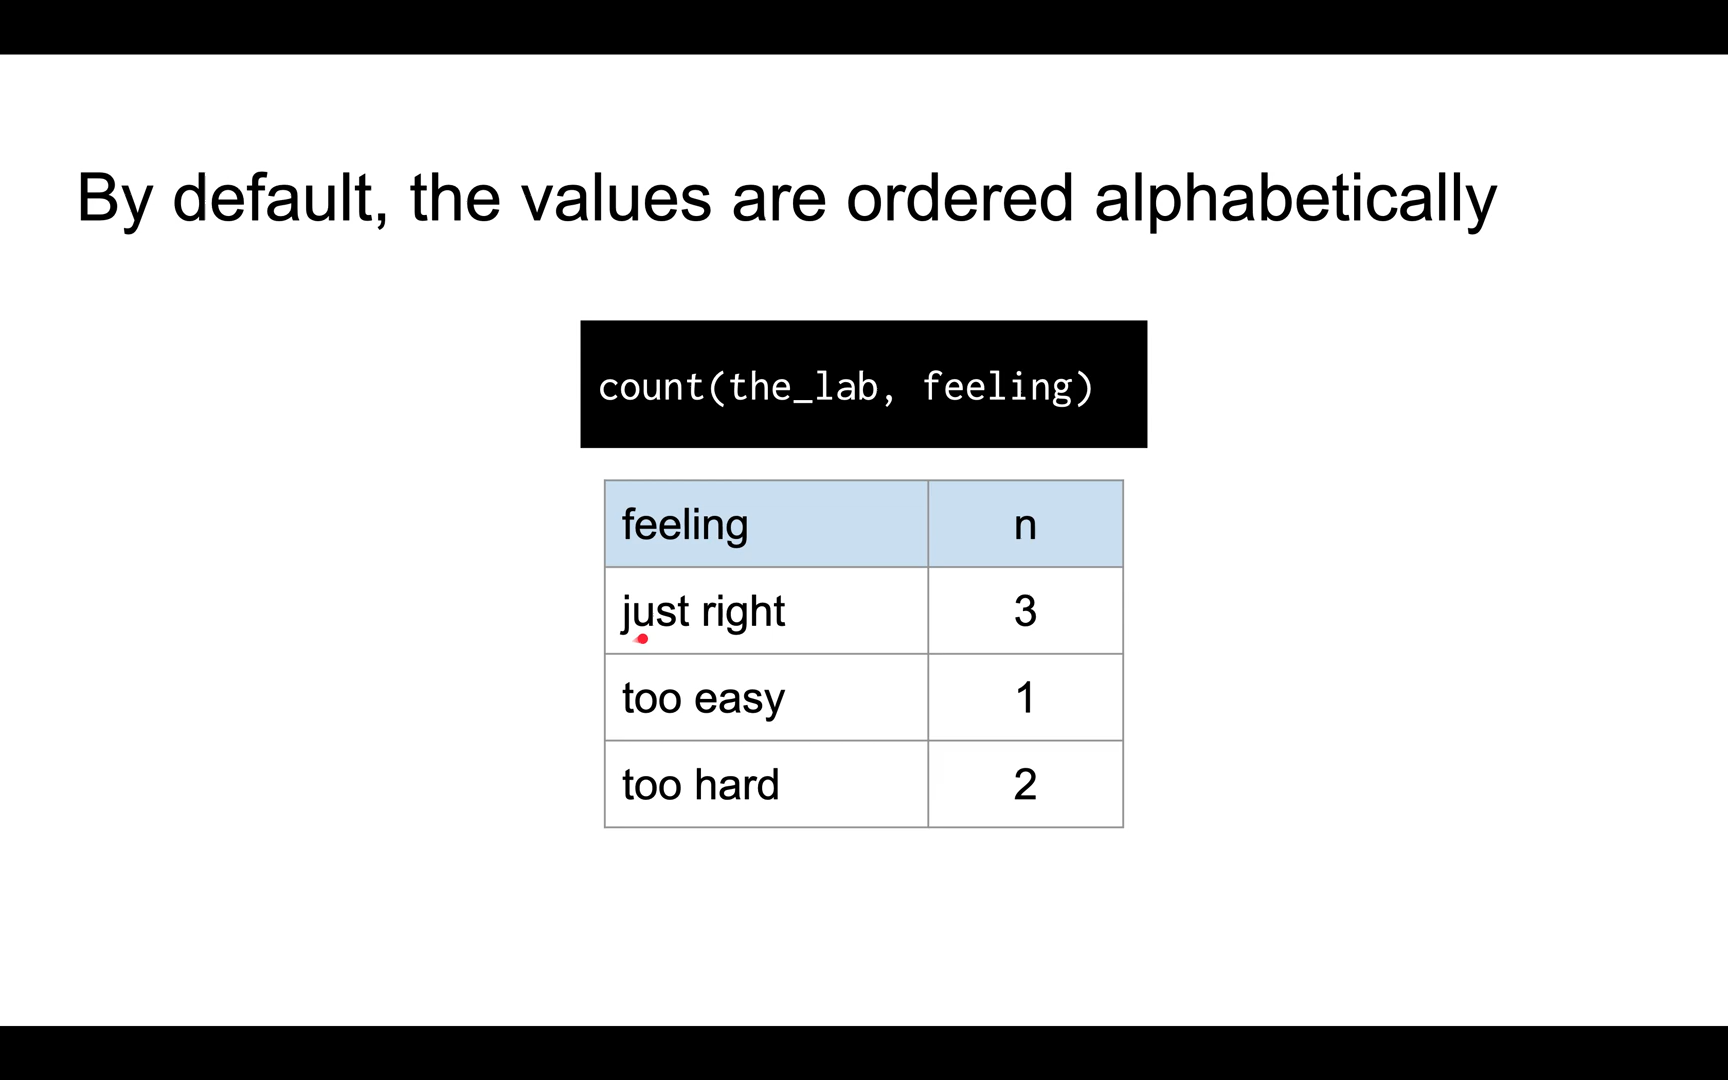 By default, the values are ordered alphabetically
count(the_lab, feeling)
feeling n
just right 3
too easy 1
too hard 2